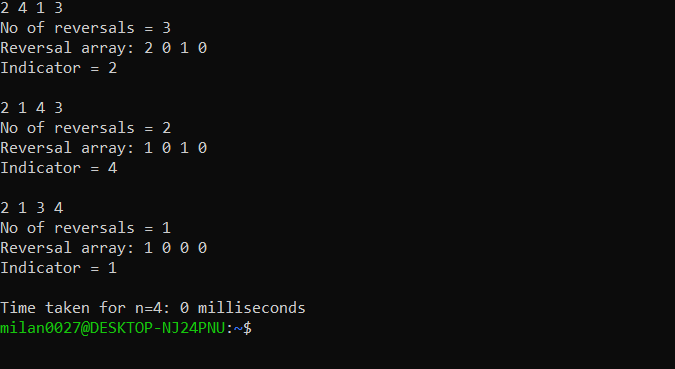 2 4 1 3
No of reversals = 3
Reversal array: 2 0 1 0
Indicator = 2
2 1 4 3
No of reversals = 2
Reversal array: 1 0 1 0
Indicator = 4
2 1 3 4
No of reversals = 1
Reversal array: 1 0 0 0
Indicator = 1
Time taken for n=4: 0 milliseconds
milan0027@DESKTOP-NJ24PNU:~$